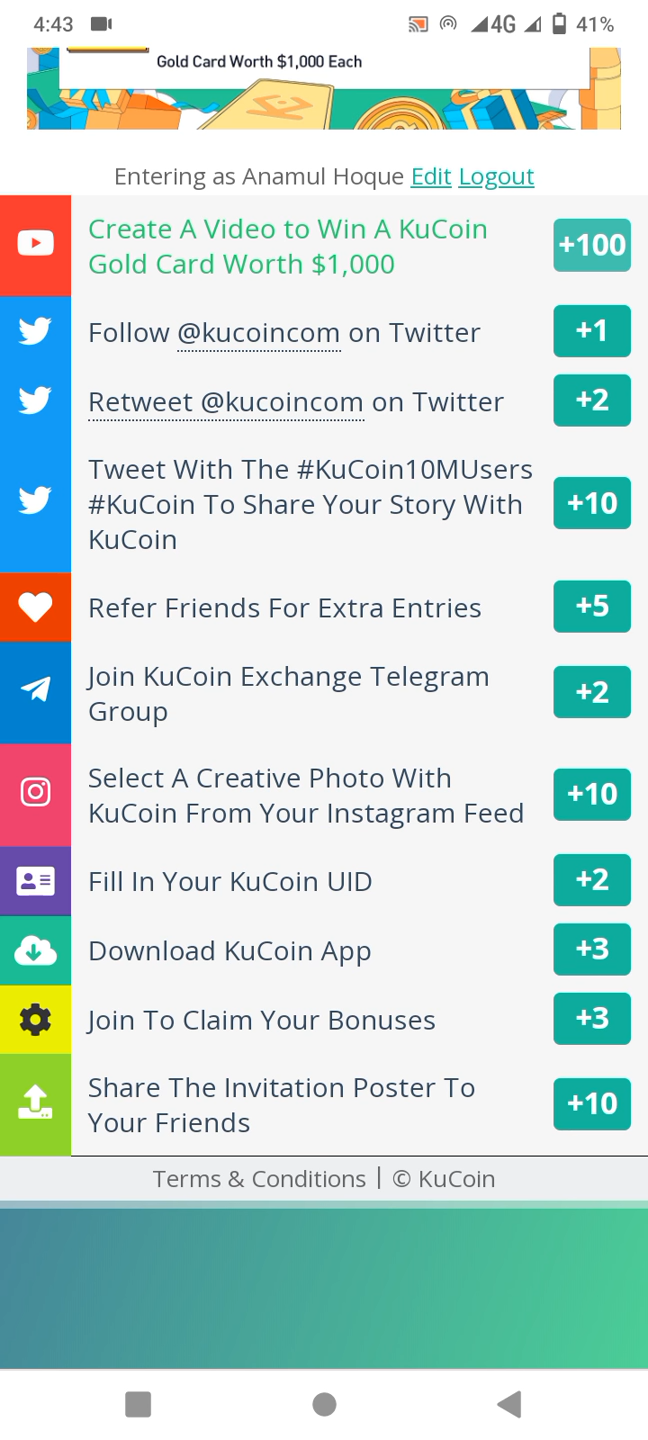 4:43
4G
41%
Gold Card Worth $1,000 Each
Entering as Anamul Hoque Edit Logout
Create A Video to Win A KuCoin
Gold Card Worth $1,000
+100
Follow @kucoincom on Twitter
+1
Retweet @kucoincom on Twitter
+2
Tweet With The #KuCoin10MUsers
#KuCoin To Share Your Story With
KuCoin
+10
Refer Friends For Extra Entries
+5
Join KuCoin Exchange Telegram
Group
+2
Select A Creative Photo With
KuCoin From Your Instagram Feed
+10
Fill In Your KuCoin UID
+2
Download KuCoin App
+3
Join To Claim Your Bonuses
+3
Share The Invitation Poster To
Your Friends
+10
Terms & Conditions | © KuCoin